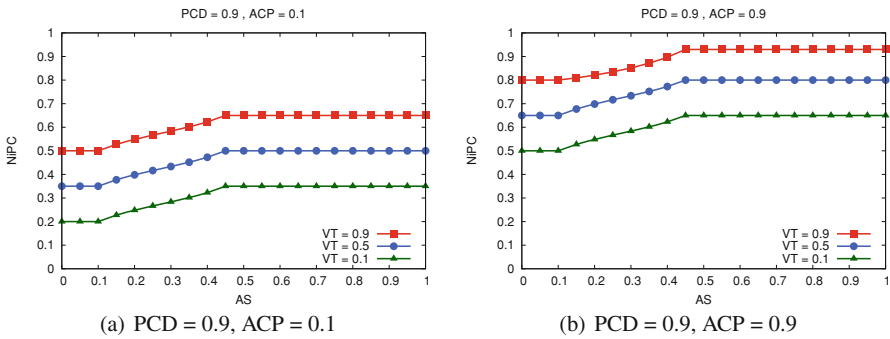 PCD = 0.9 , ACP = 0.1
1
0.9
0.8
0.7
0.6
0.5
0.4
0.3
0.2
0.1
0
NiPC
VT = 0.9
VT = 0.5
VT = 0.1
0 0.1 0.2 0.3 0.4 0.5 0.6 0.7 0.8 0.9 1
AS
(a) PCD = 0.9, ACP = 0.1
PCD = 0.9 , ACP = 0.9
1
0.9
0.8
0.7
0.6
0.5
0.4
0.3
0.2
0.1
0
NiPC
VT = 0.9
VT = 0.5
VT = 0.1
0 0.1 0.2 0.3 0.4 0.5 0.6 0.7 0.8 0.9 1
AS
(b) PCD = 0.9, ACP = 0.9